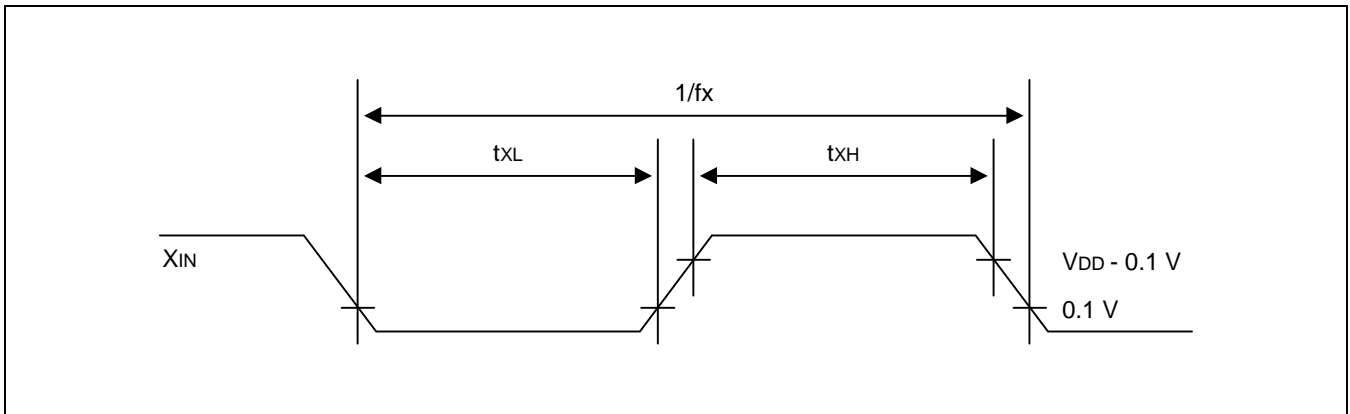 1/fx
tXL tXH
XIN
VDD - 0.1 V
0.1 V